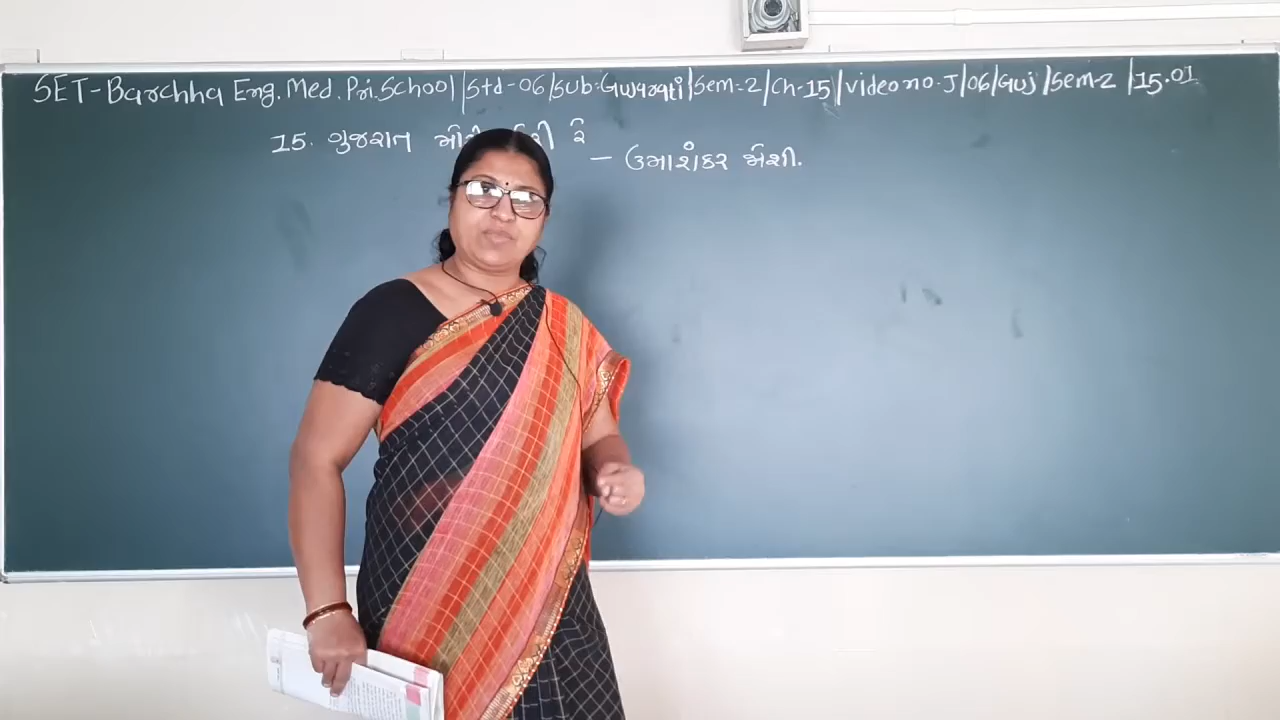 SET-Barchha Eng. Med. Pri. School | Std-06 | Sub: Gujarati | Sem-2 | Ch-15 | video no. J | 06 | Guj | Sem-2 | 15.01
15. ગુજરાત રે
– ઉમાશંકર જોશી.